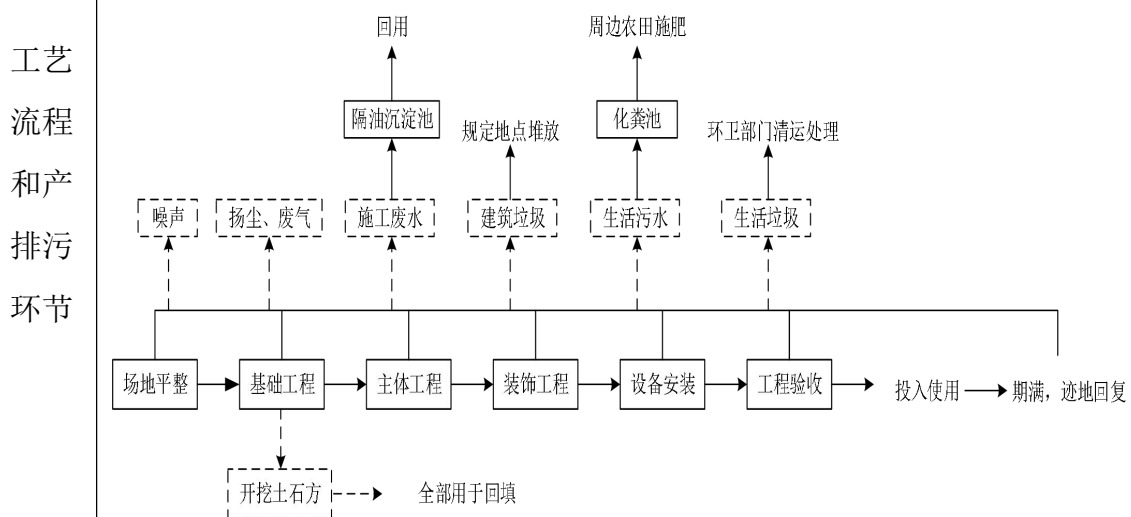 工艺
流程
和产
排污
环节
回用
周边农田施肥
隔油沉淀池
化粪池
规定地点堆放
环卫部门清运处理
噪声
扬尘、废气
施工废水
建筑垃圾
生活污水
生活垃圾
场地平整
基础工程
主体工程
装饰工程
设备安装
工程验收
投入使用
期满，迹地回复
开挖土石方
全部用于回填